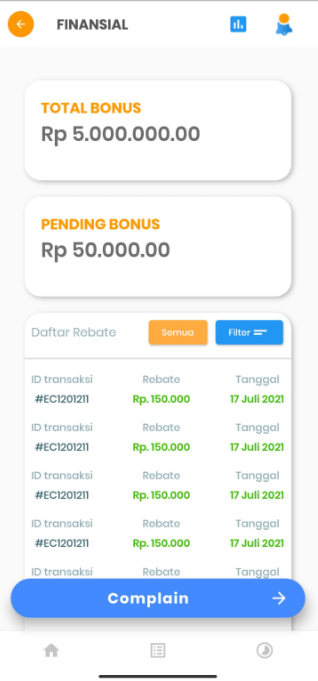 FINANSIAL
TOTAL BONUS
Rp 5.000.000.00
PENDING BONUS
Rp 50.000.00
Daftar Rebate Semua Filter
ID transaksi Rebate Tanggal
#EC1201211 Rp. 150.000 17 Juli 2021
ID transaksi Rebate Tanggal
#EC1201211 Rp. 150.000 17 Juli 2021
ID transaksi Rebate Tanggal
#EC1201211 Rp. 150.000 17 Juli 2021
ID transaksi Rebate Tanggal
#EC1201211 Rp. 150.000 17 Juli 2021
ID transaksi Rebate Tanggal
Complain